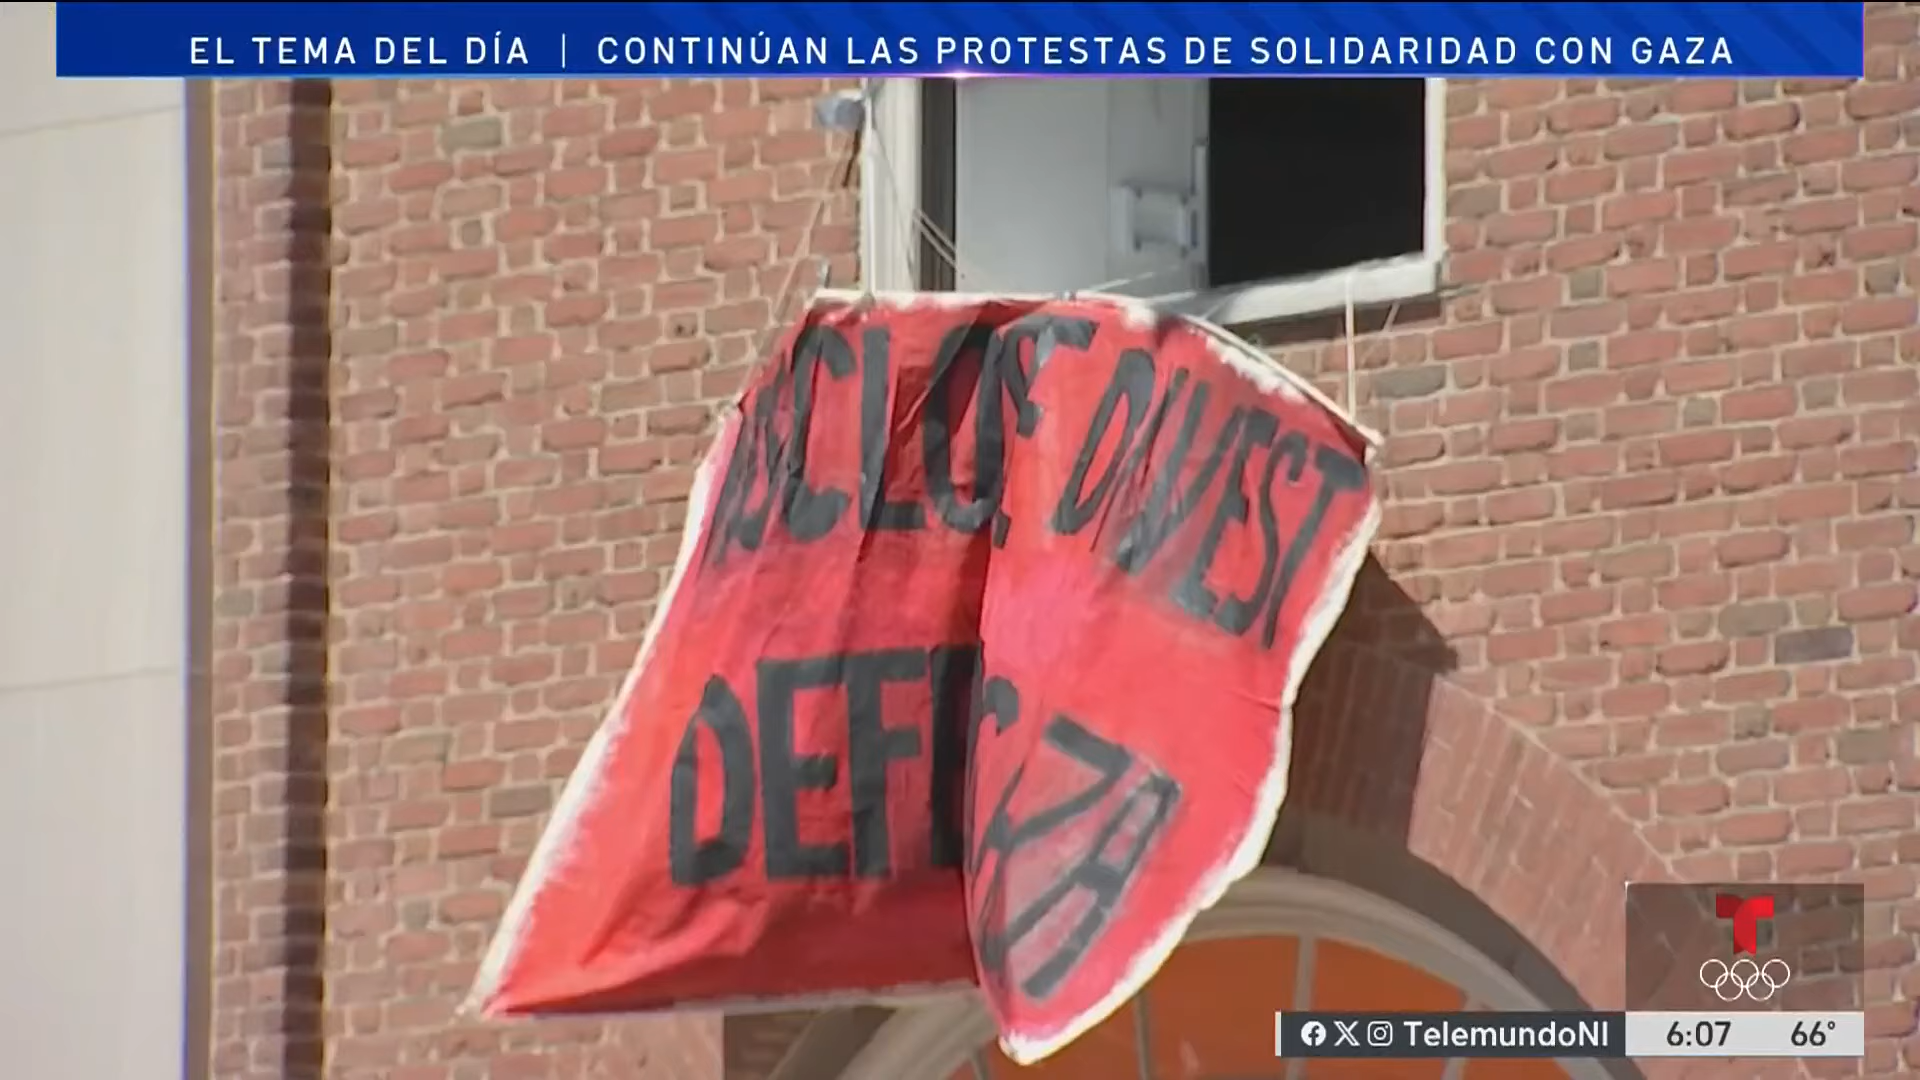 EL TEMA DEL DÍA | CONTINÚAN LAS PROTESTAS DE SOLIDARIDAD CON GAZA
DIVEST
TelemundoNI
6:07 66°